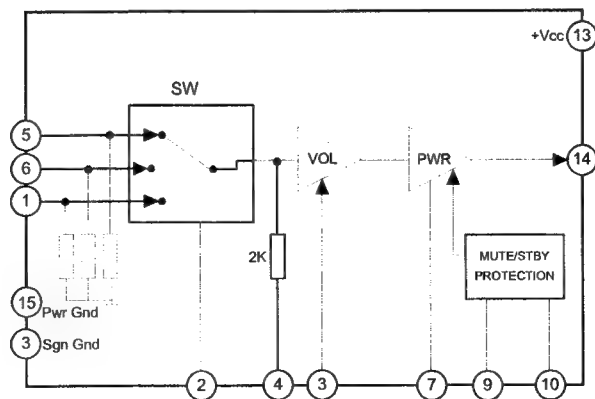 13
+Vcc
SW
5
6
1
VOL
PWR
14
2K
MUTE/STBY
PROTECTION
15
Pwr Gnd
3
Sgn Gnd
2
4
3
7
9
10